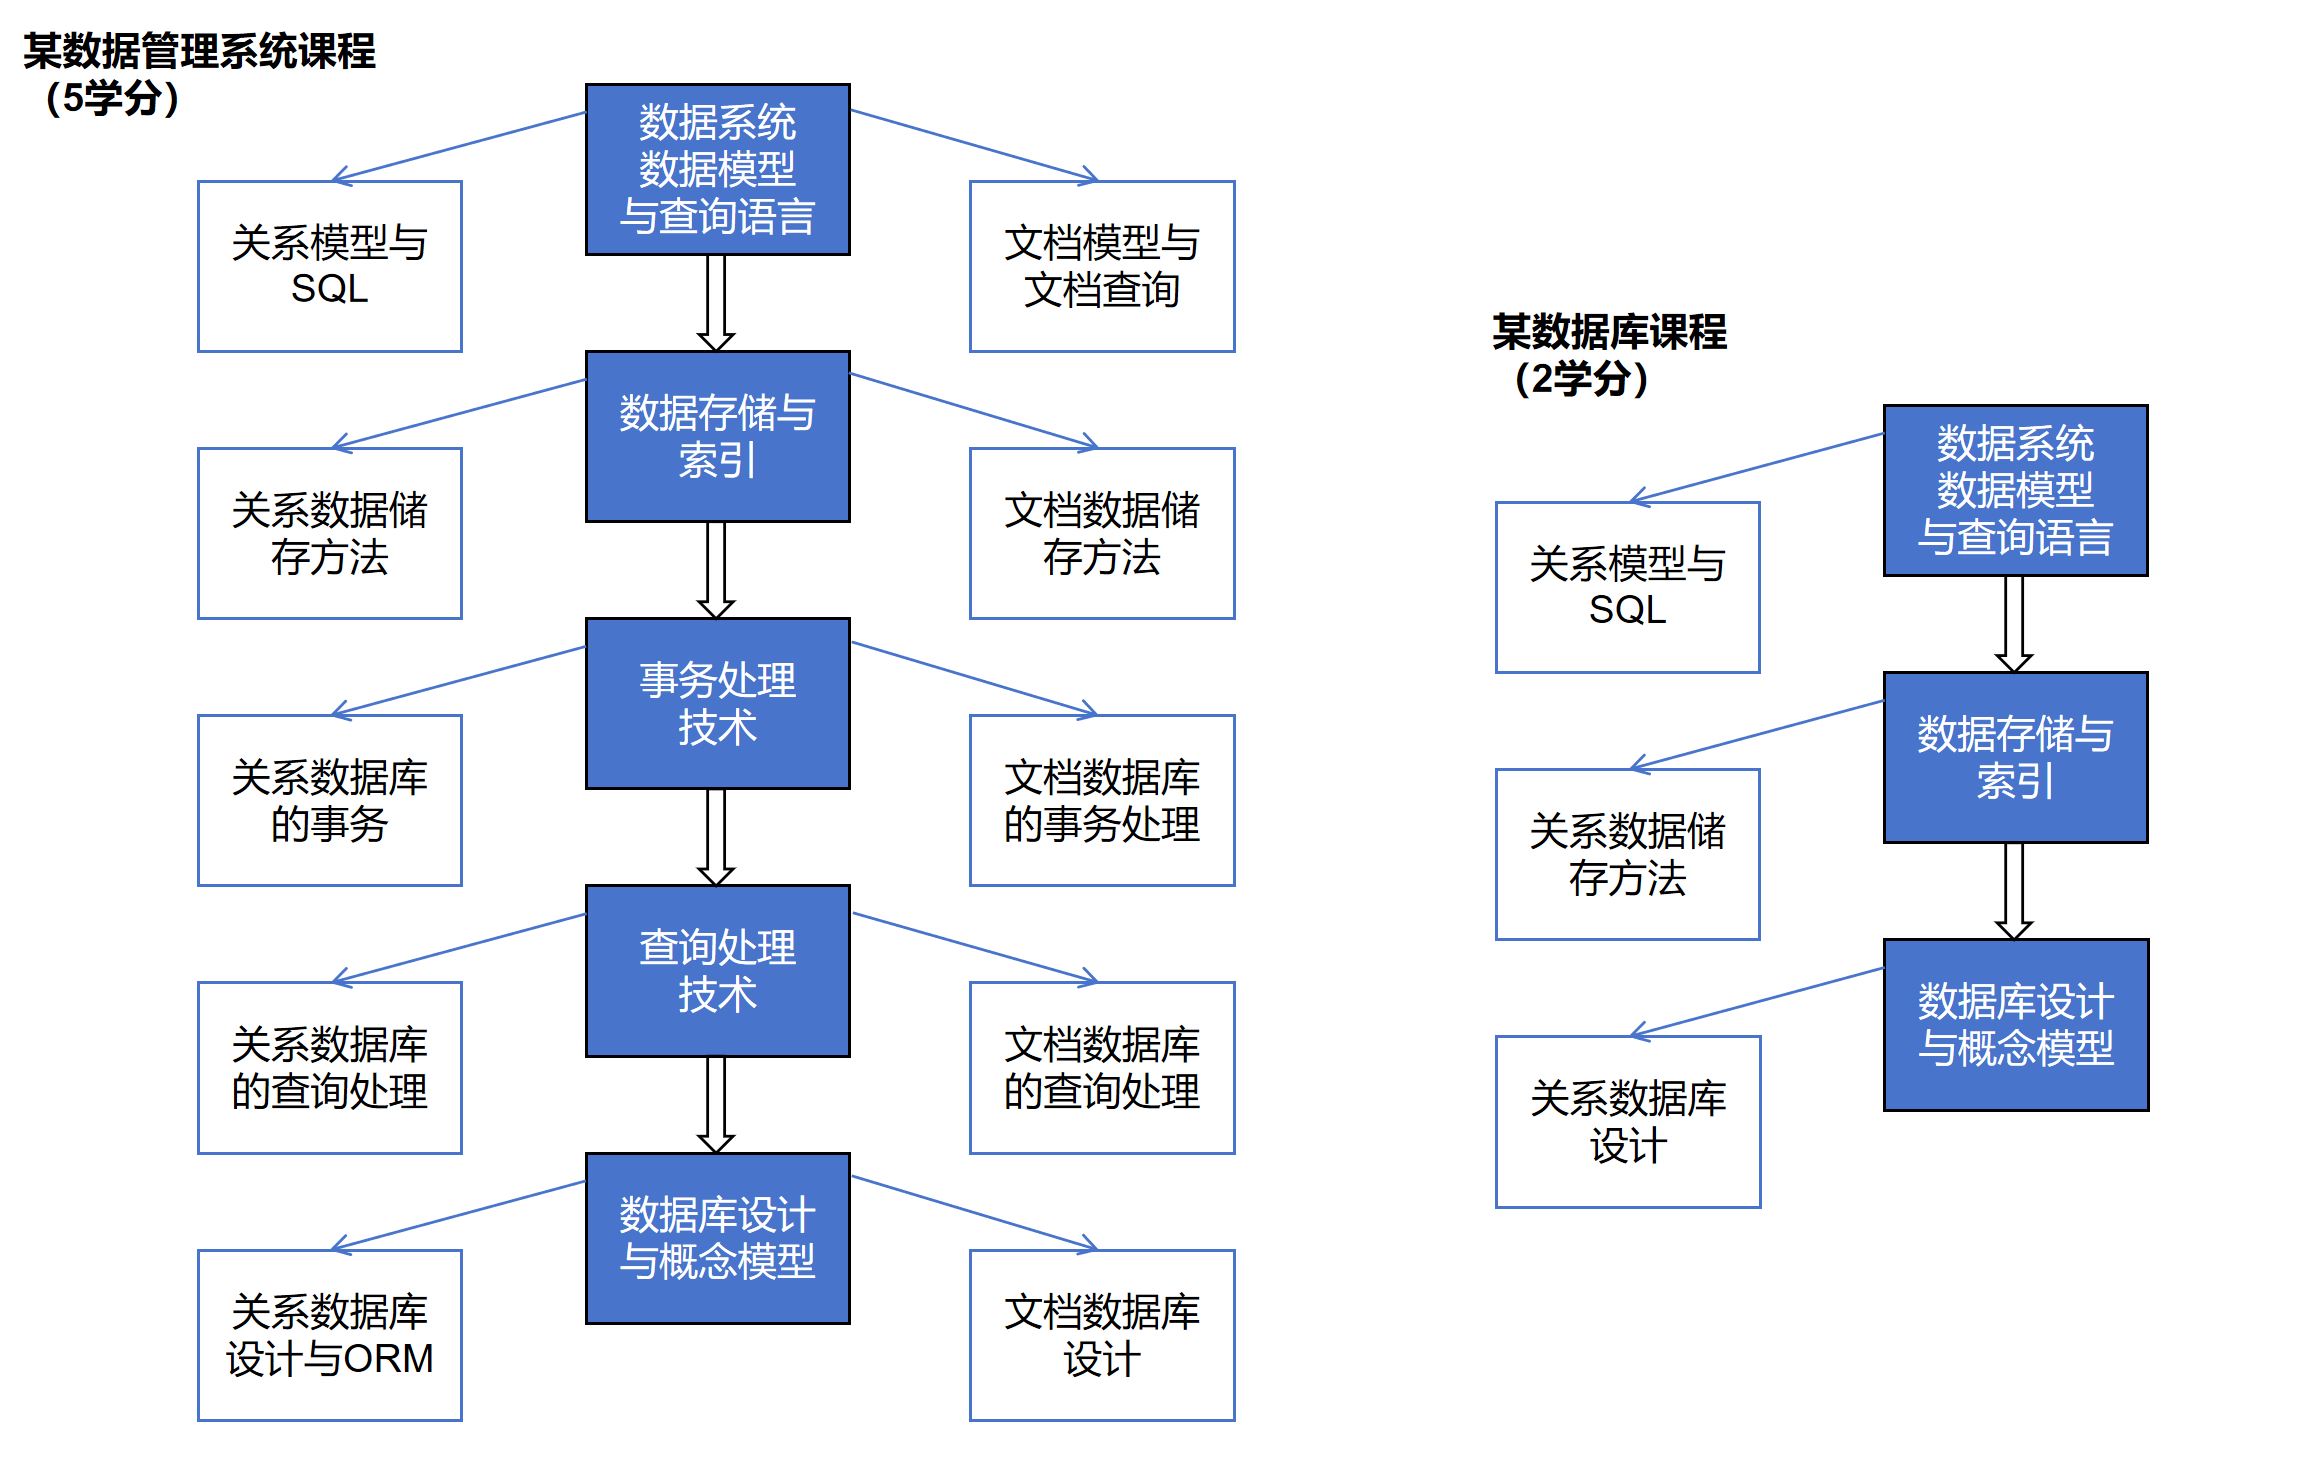 某数据管理系统课程
（5学分）
数据系统
数据模型
与查询语言
关系模型与
SQL
文档模型与
文档查询
数据存储与
索引
关系数据储
存方法
文档数据储
存方法
事务处理
技术
关系数据库
的事务
文档数据库
的事务处理
查询处理
技术
关系数据库
的查询处理
文档数据库
的查询处理
数据库设计
与概念模型
关系数据库
设计与ORM
文档数据库
设计
某数据库课程
（2学分）
数据系统
数据模型
与查询语言
关系模型与
SQL
数据存储与
索引
关系数据储
存方法
数据库设计
与概念模型
关系数据库
设计